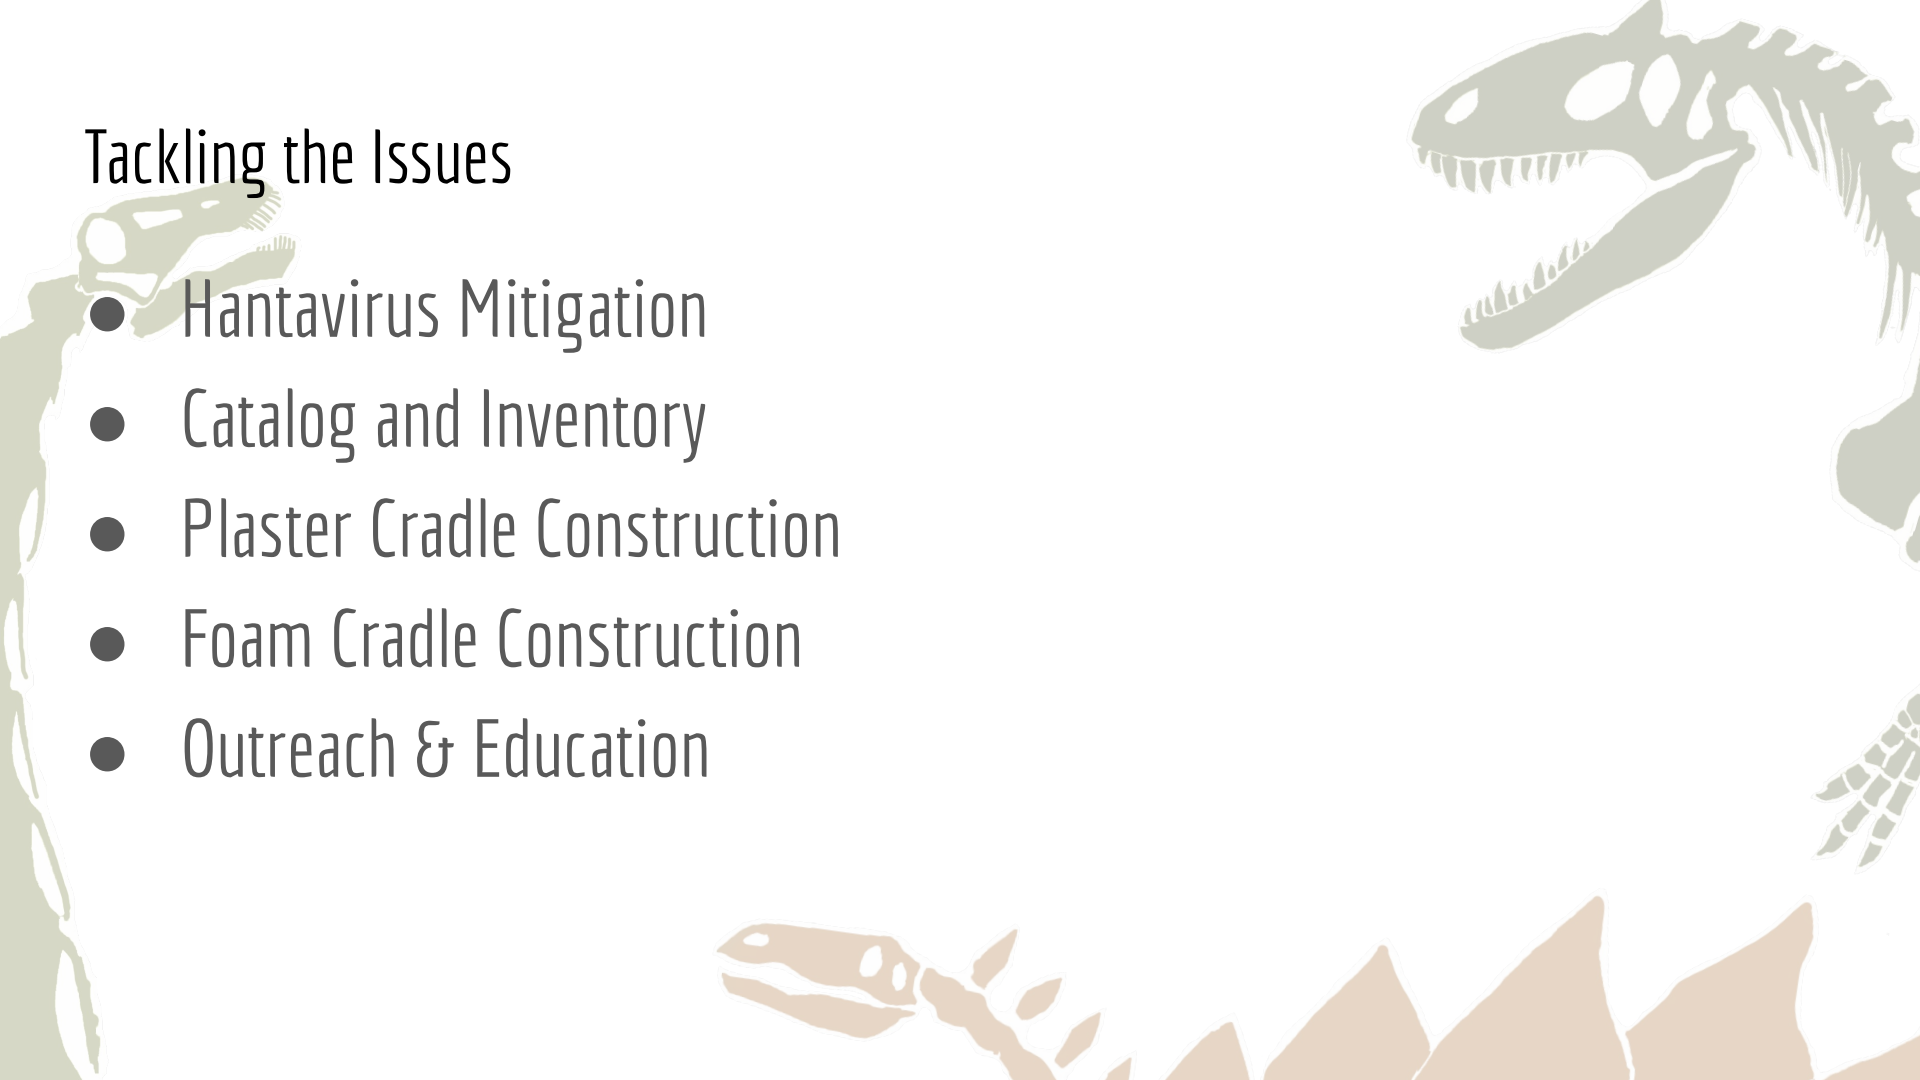 Tackling the Issues
● Hantavirus Mitigation
● Catalog and Inventory
● Plaster Cradle Construction
● Foam Cradle Construction
● Outreach & Education